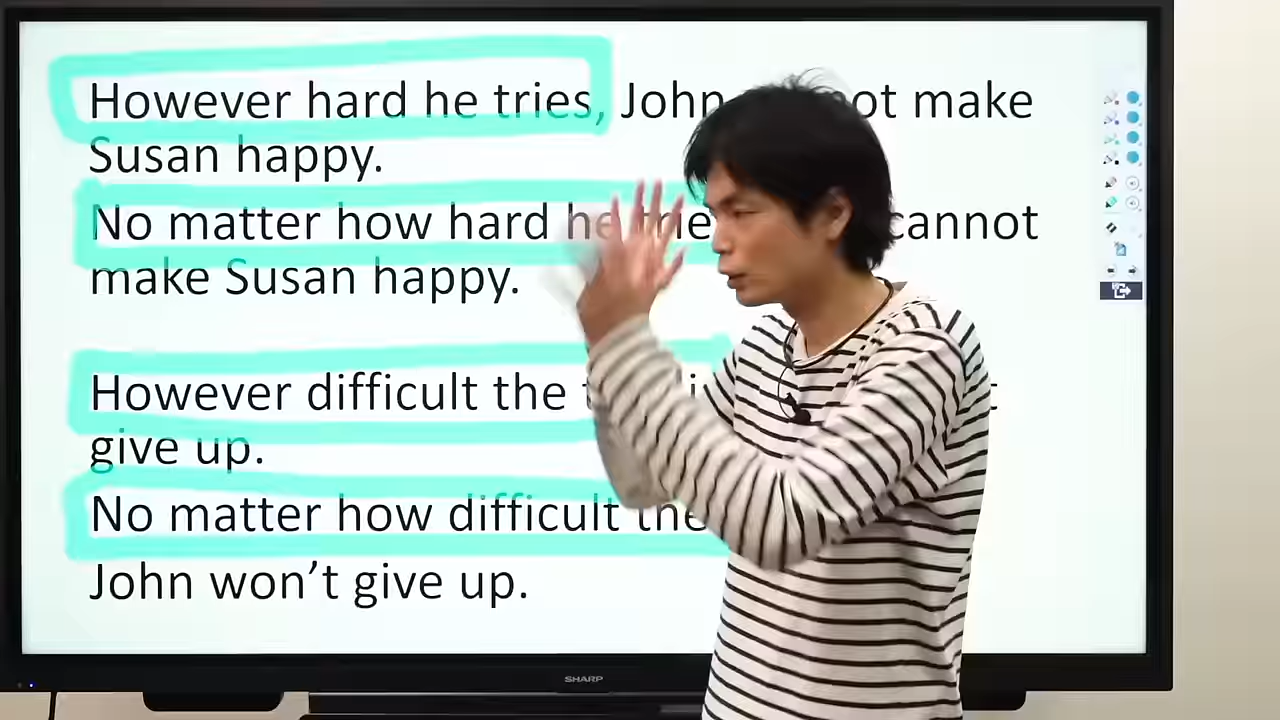 However hard he tries, John make
Susan happy.
No matter how hard he cannot
make Susan happy.
However difficult the
give up.
No matter how difficult the
John won't give up.
SHARP